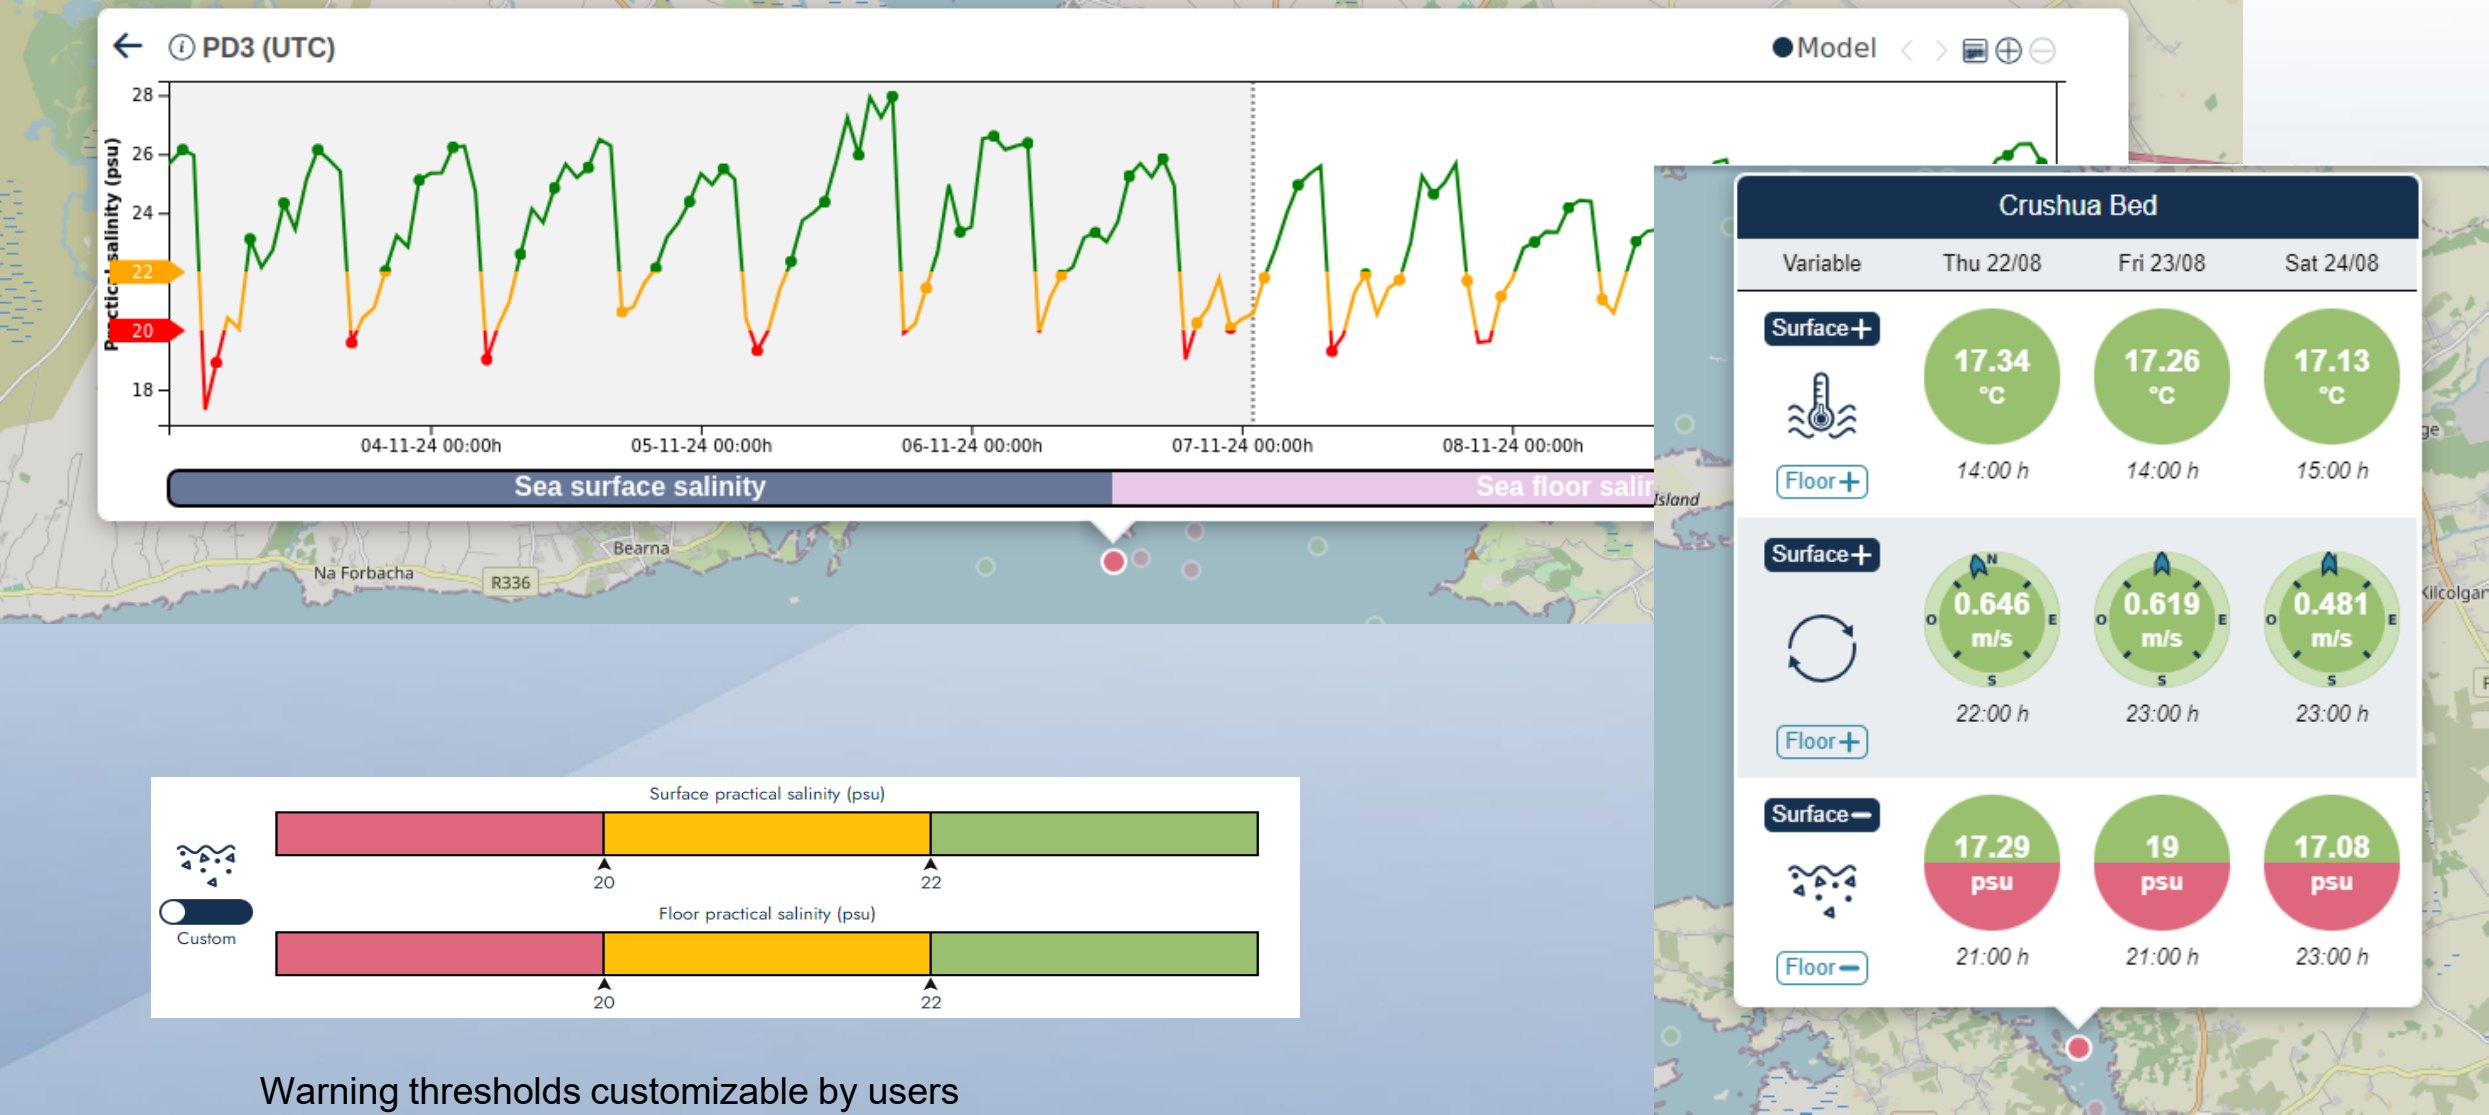 PD3 (UTC)
Model
Practical salinity (psu)
28
26
24
22
20
18
04-11-24 00:00h
05-11-24 00:00h
06-11-24 00:00h
07-11-24 00:00h
08-11-24 00:00h
Sea surface salinity
Sea floor salin
Bearna
Na Forbacha
R336
Island
ge
Kilcolgan
Crushua Bed
Variable
Thu 22/08
Fri 23/08
Sat 24/08
Surface+
17.34 °C
17.26 °C
17.13 °C
Floor+
14:00 h
14:00 h
15:00 h
Surface+
N
O
0.646 m/s
E
S
O
0.619 m/s
E
S
O
0.481 m/s
E
S
22:00 h
23:00 h
23:00 h
Floor+
Surface-
17.29 psu
19 psu
17.08 psu
21:00 h
21:00 h
23:00 h
Floor-
Surface practical salinity (psu)
20
22
Custom
Floor practical salinity (psu)
20
22
Warning thresholds customizable by users